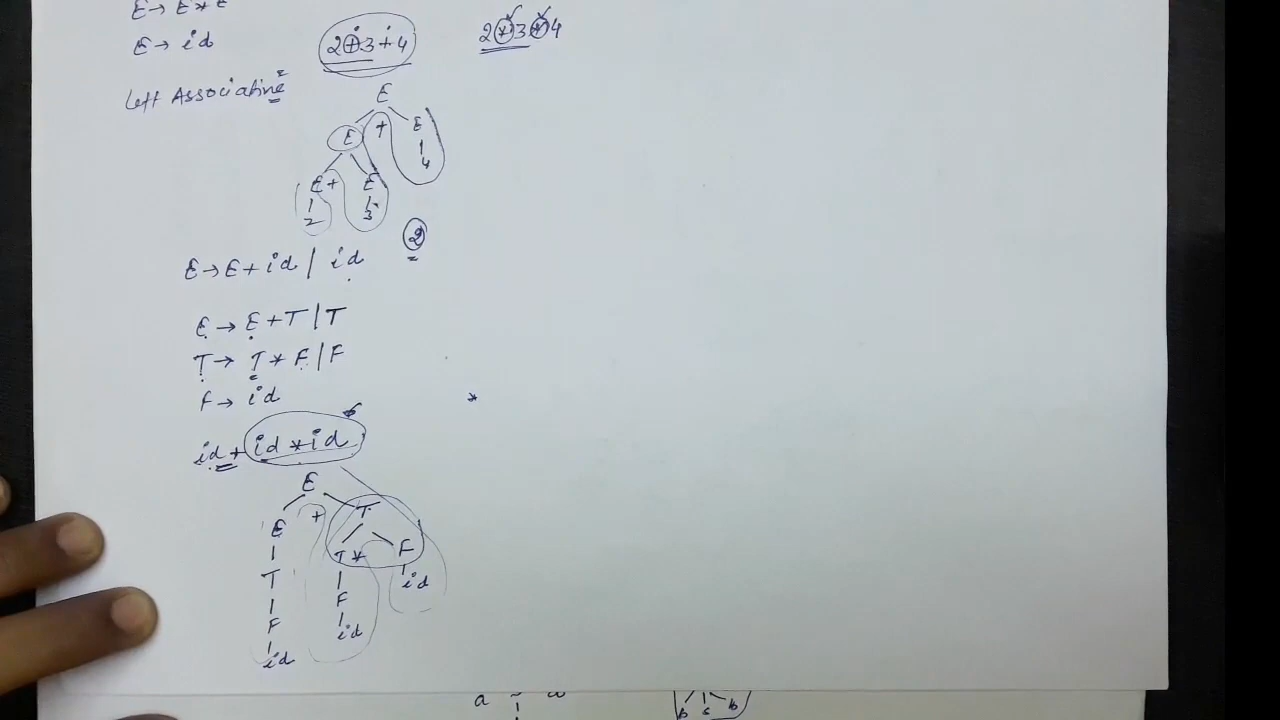 E → E * E
E → id
2+3+4
2*3*4
Left Associative
E
E + E
4
E + E
2 3
2
E → E + id / id
E → E + T / T
T → T * F / F
F → id
*
id + id * id
E
E + T
T T * F
F F id
id id
a a
b c b